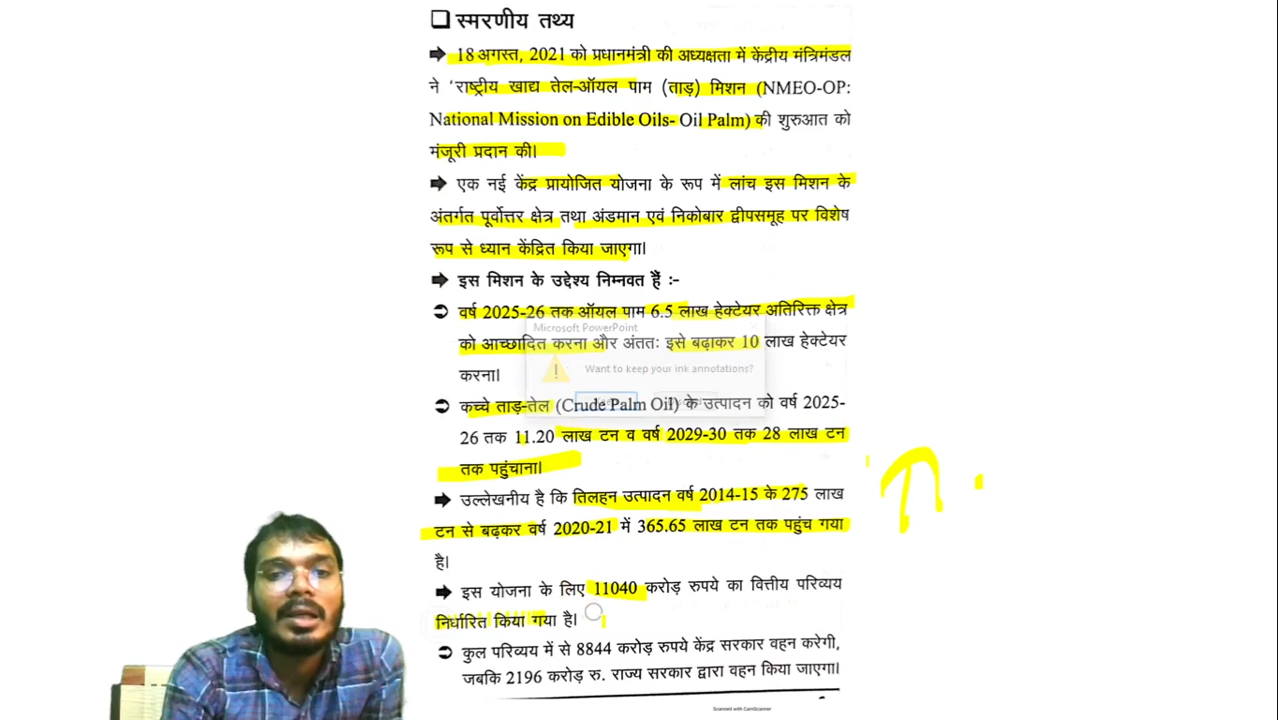 ❑ स्मरणीय तथ्य
➡ 18 अगस्त, 2021 को प्रधानमंत्री की अध्यक्षता में केंद्रीय मंत्रिमंडल
ने 'राष्ट्रीय खाद्य तेल-ऑयल पाम (ताड़) मिशन (NMEO-OP:
National Mission on Edible Oils- Oil Palm) की शुरुआत को
मंजूरी प्रदान की।
➡ एक नई केंद्र प्रायोजित योजना के रूप में लांच इस मिशन के
अंतर्गत पूर्वोत्तर क्षेत्र तथा अंडमान एवं निकोबार द्वीपसमूह पर विशेष
रूप से ध्यान केंद्रित किया जाएगा।
➡ इस मिशन के उद्देश्य निम्नवत हैं :-
➲ वर्ष 2025-26 तक ऑयल पाम 6.5 लाख हेक्टेयर अतिरिक्त क्षेत्र
Microsoft PowerPoint
को आच्छादित करना और अंततः इसे बढ़ाकर 10 लाख हेक्टेयर
Want to keep your ink annotations?
करना।
➲ कच्चे ताड़-तेल (Crude Palm Oil) के उत्पादन को वर्ष 2025-
26 तक 11.20 लाख टन व वर्ष 2029-30 तक 28 लाख टन
तक पहुंचाना।
➡ उल्लेखनीय है कि तिलहन उत्पादन वर्ष 2014-15 के 275 लाख
टन से बढ़कर वर्ष 2020-21 में 365.65 लाख टन तक पहुंच गया
है।
➡ इस योजना के लिए 11040 करोड़ रुपये का वित्तीय परिव्यय
निर्धारित किया गया है।
➲ कुल परिव्यय में से 8844 करोड़ रुपये केंद्र सरकार वहन करेगी,
जबकि 2196 करोड़ रु. राज्य सरकार द्वारा वहन किया जाएगा।
Scanned with CamScanner